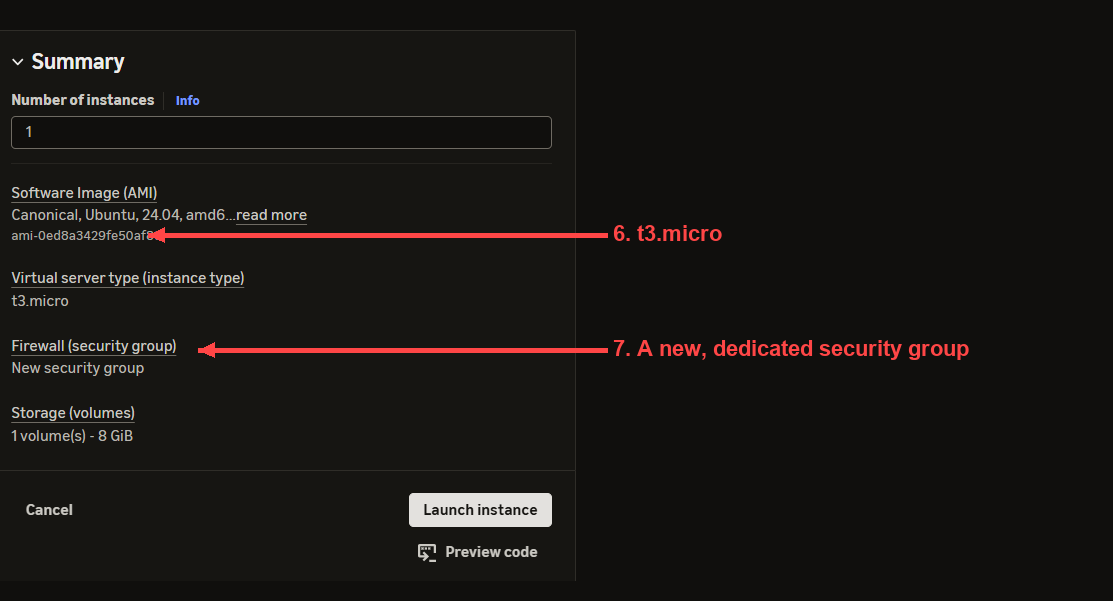 Summary
Number of instances Info
1
Software Image (AMI)
Canonical, Ubuntu, 24.04, amd6...read more
ami-0ed8a3429fe50af
6. t3.micro
Virtual server type (instance type)
t3.micro
Firewall (security group)
7. A new, dedicated security group
New security group
Storage (volumes)
1 volume(s) - 8 GiB
Cancel
Launch instance
Preview code